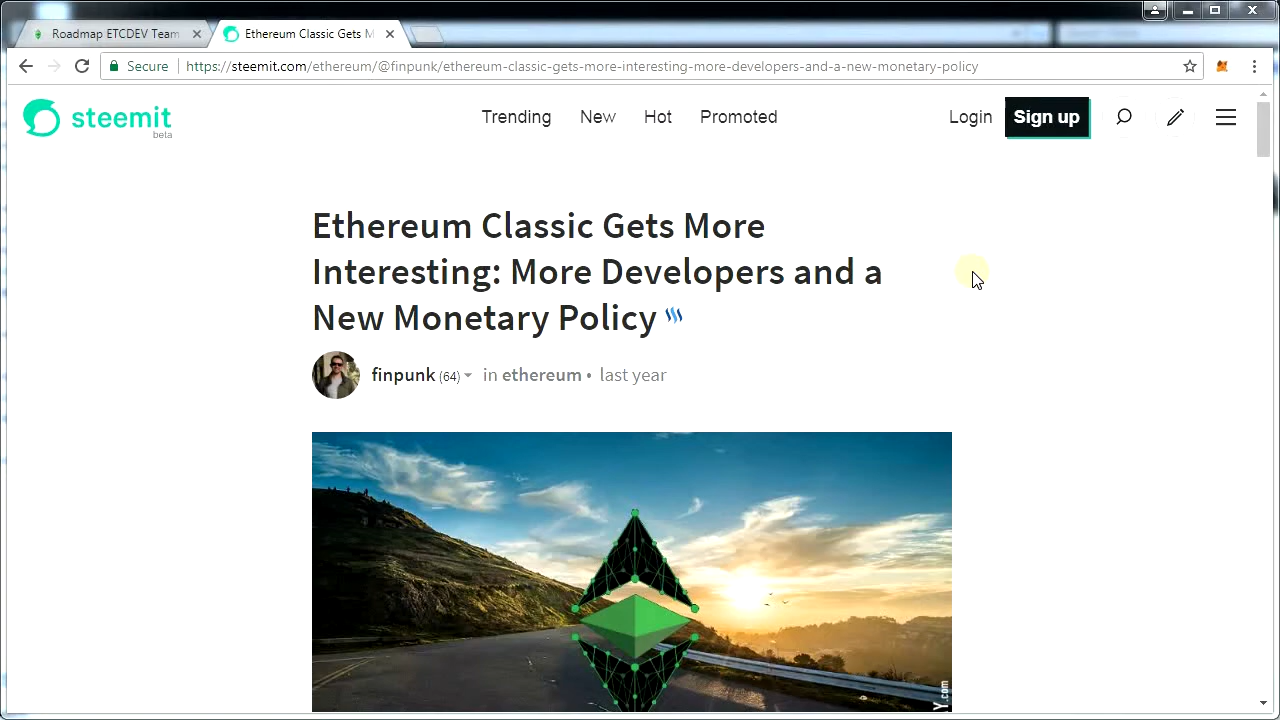 Roadmap ETCDEV Team
Ethereum Classic Gets M
Secure
https://steemit.com/ethereum/@finpunk/ethereum-classic-gets-more-interesting-more-developers-and-a-new-monetary-policy
steemit
beta
Trending New Hot Promoted
Login Sign up
Ethereum Classic Gets More
Interesting: More Developers and a
New Monetary Policy
finpunk (64) in ethereum • last year
Y.com